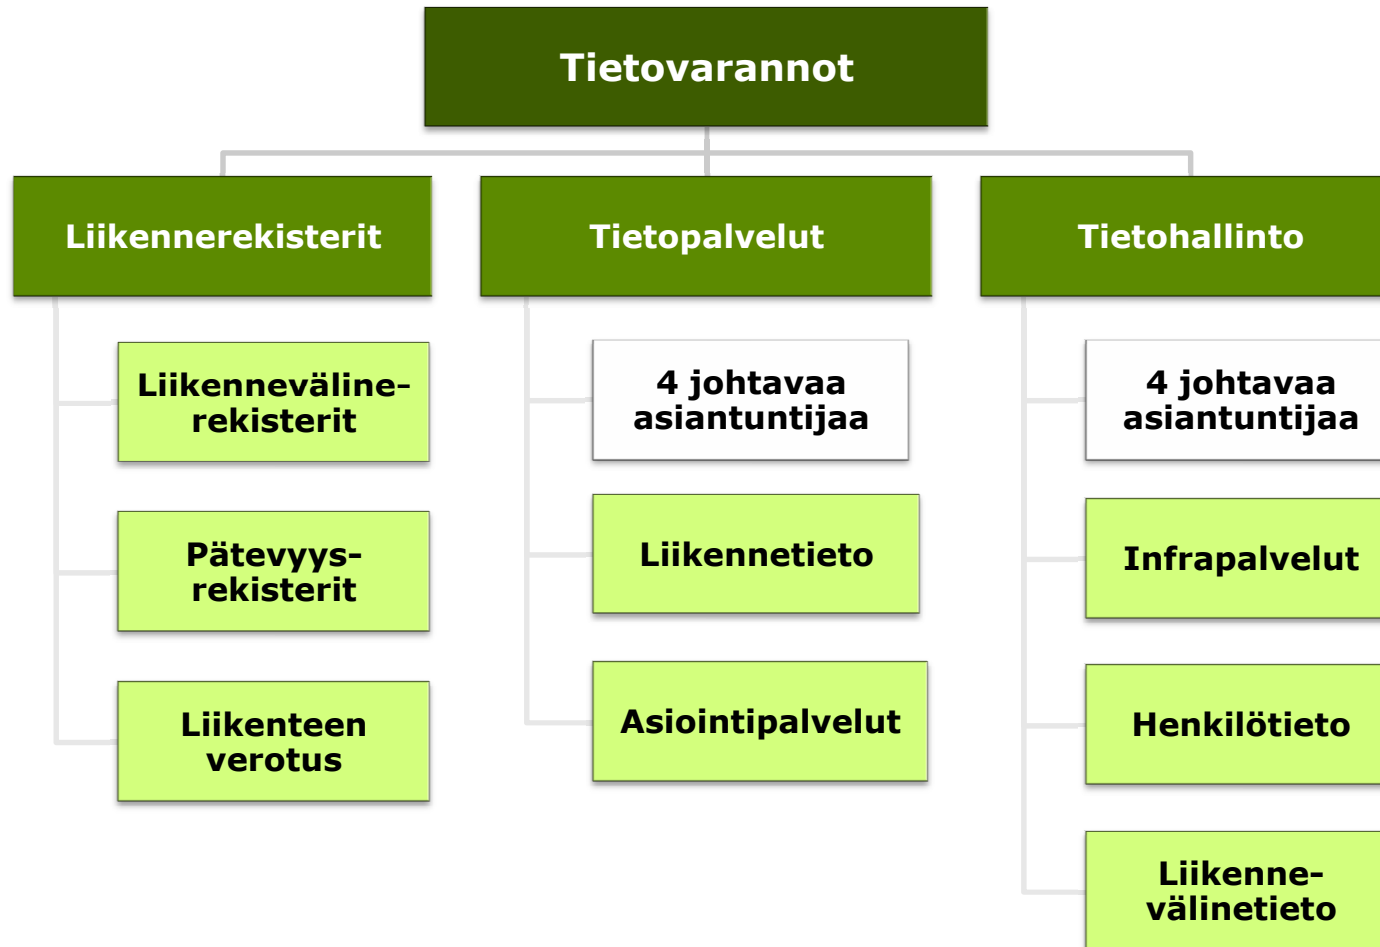 Tietovarannot
Liikennerekisterit
Tietopalvelut
Tietohallinto
Liikenneväline-
rekisterit
Pätevyys-
rekisterit
Liikenteen
verotus
4 johtavaa
asiantuntijaa
Liikennetieto
Asiointipalvelut
4 johtavaa
asiantuntijaa
Infrapalvelut
Henkilötieto
Liikenne-
välinetieto